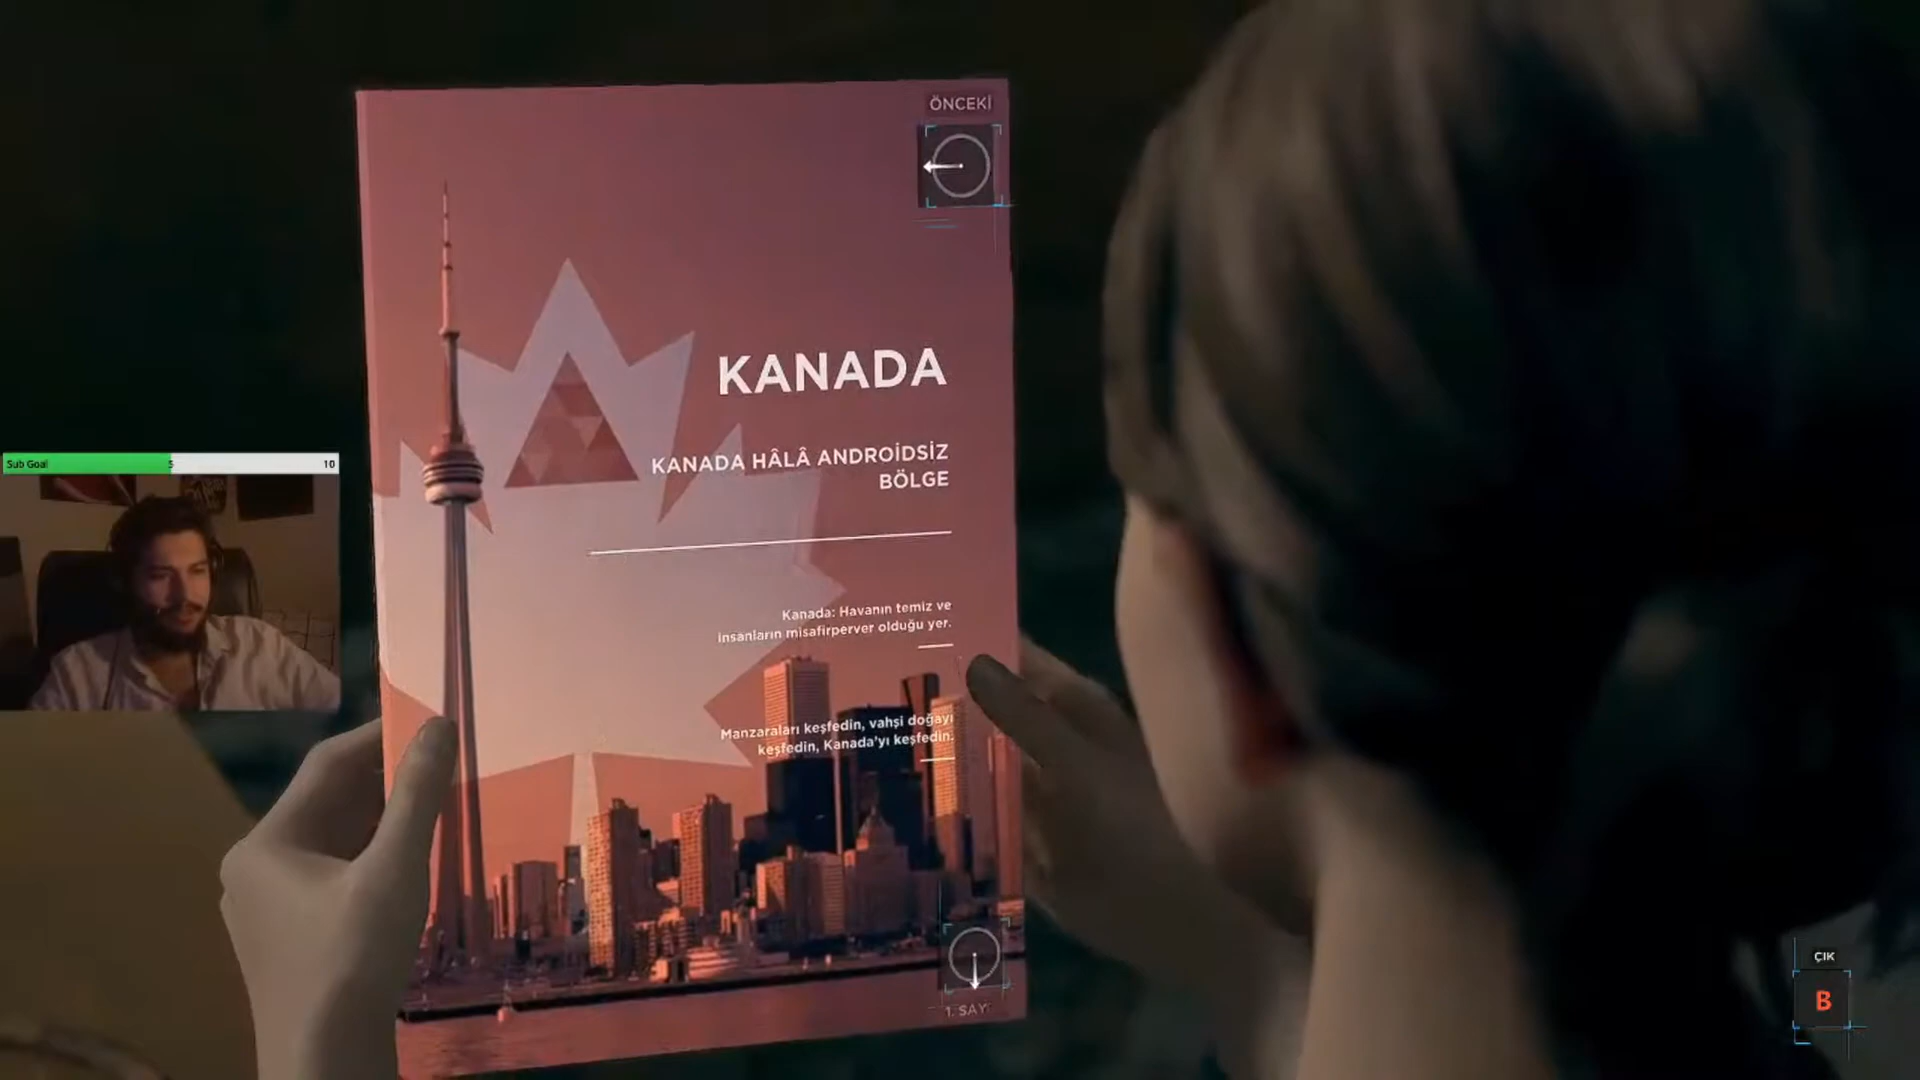 ÖNCEKİ
KANADA
KANADA HÂLÂ ANDROİDSİZ
BÖLGE
Sub Goal
5
10
Kanada: Havanın temiz ve
insanların misafirperver olduğu yer.
Manzaraları keşfedin, vahşi doğayı
keşfedin, Kanada'yı keşfedin.
ÇIK
B
1. SAY